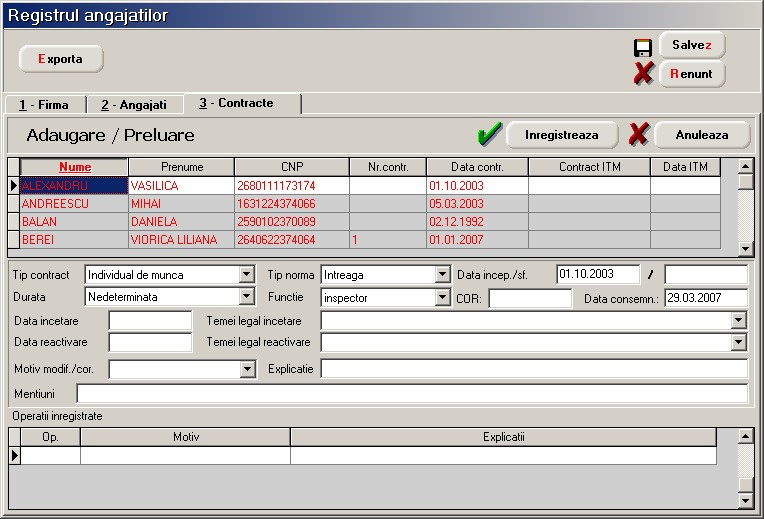 Registrul angajatilor
Exporta
Salvez
Renunt
1 - Firma 2 - Angajati 3 - Contracte
Adaugare / Preluare Inregistreaza Anuleaza
Nume Prenume CNP Nr.contr. Data contr. Contract ITM Data ITM
ALEXANDRU VASILICA 2680111173174 01.10.2003
ANDREESCU MIHAI 1631224374066 05.03.2003
BALAN DANIELA 2590102370089 02.12.1992
BEREI VIORICA LILIANA 2640622374064 1 01.01.2007
Tip contract Individual de munca Tip norma Intreaga Data incep./sf. 01.10.2003 /
Durata Nedeterminata Functie inspector COR: Data consemn.: 29.03.2007
Data incetare Temei legal incetare
Data reactivare Temei legal reactivare
Motiv modif./cor. Explicatie
Mentiuni
Operatii inregistrate
Op. Motiv Explicatii